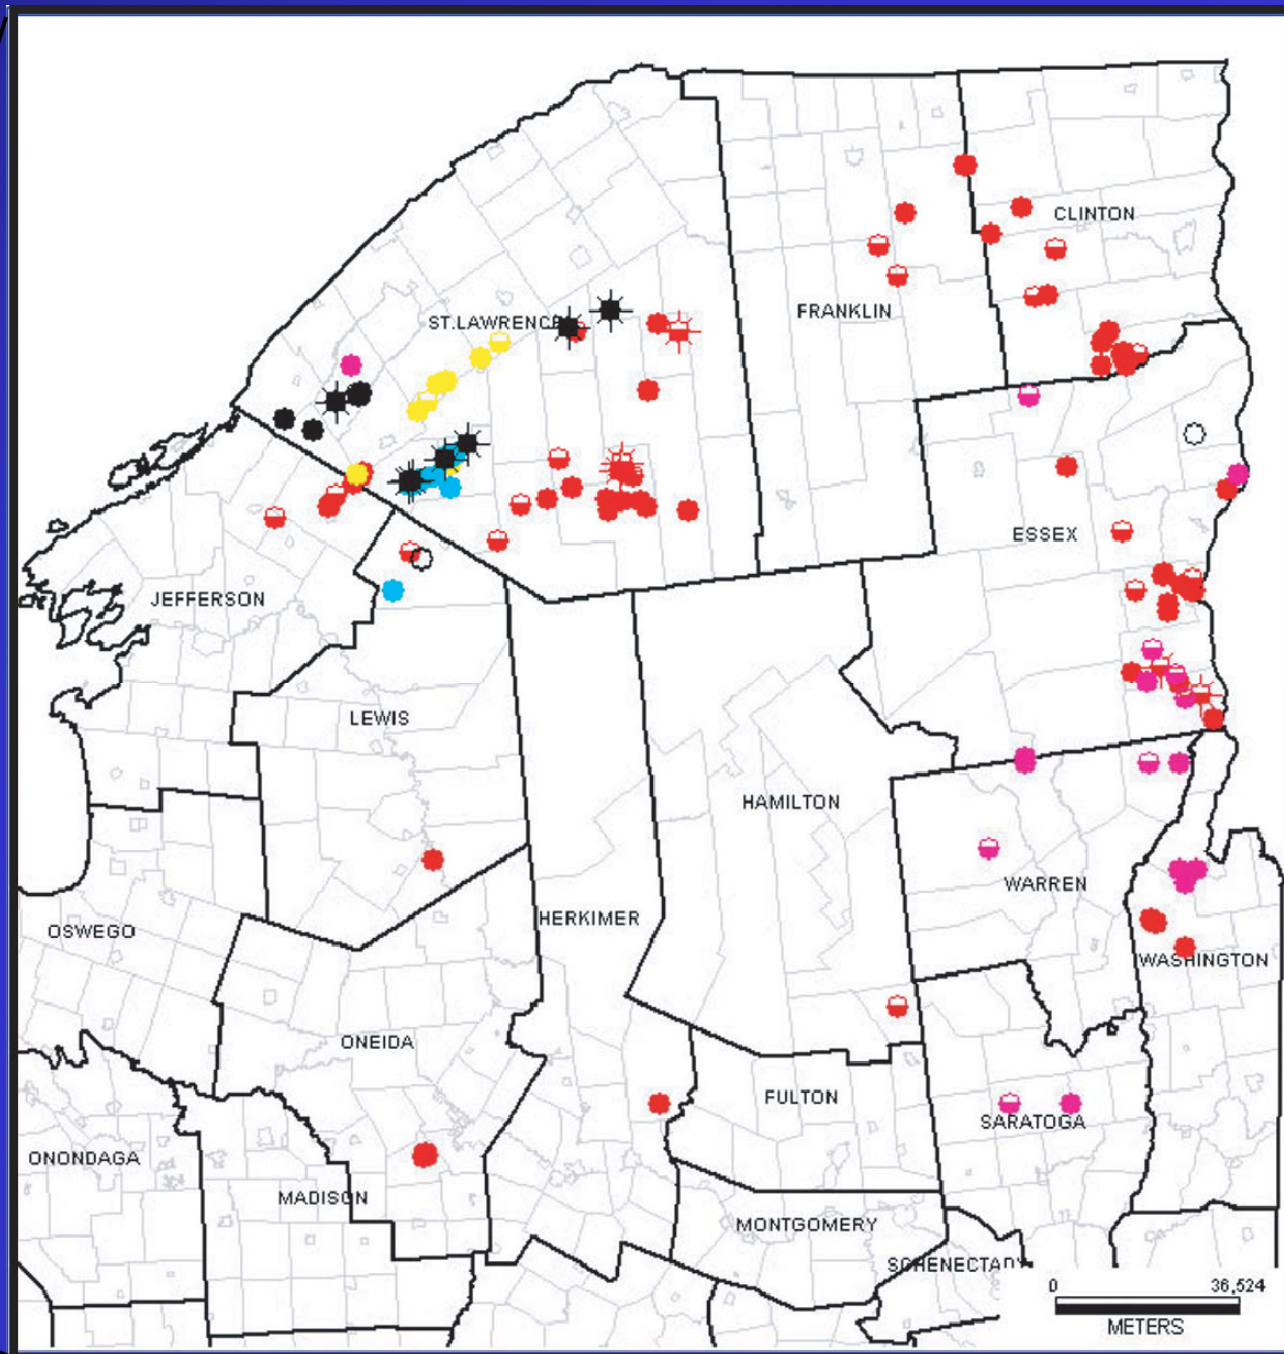 CLINTON
FRANKLIN
ST.LAWRENCE
ESSEX
JEFFERSON
LEWIS
HAMILTON
WARREN
HERKIMER
OSWEGO
WASHINGTON
ONEIDA
FULTON
SARATOGA
ONONDAGA
MADISON
MONTGOMERY
SCHENECTADY
0 36,524
METERS